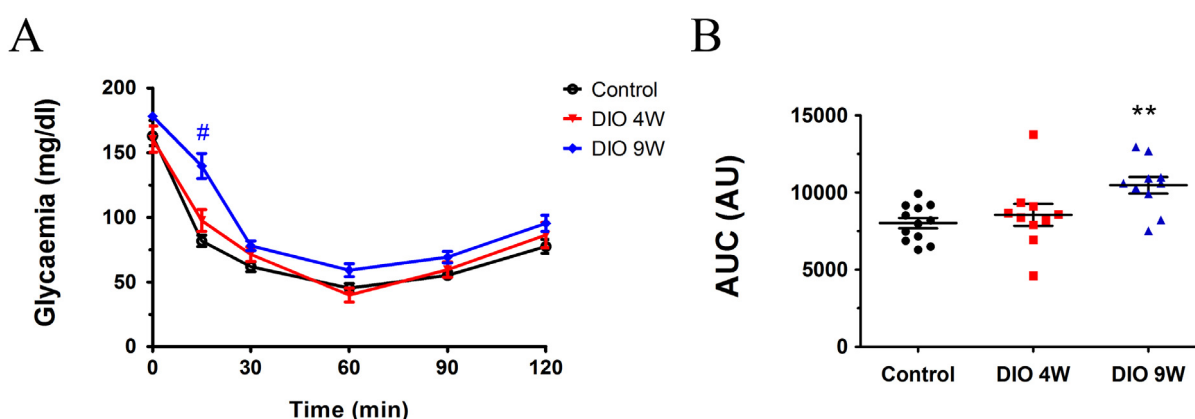 A
Glycaemia (mg/dl)
200
150
100
50
0
#
0 30 60 90 120
Time (min)
Control
DIO 4W
DIO 9W
B
AUC (AU)
15000
10000
5000
0
**
Control DIO 4W DIO 9W